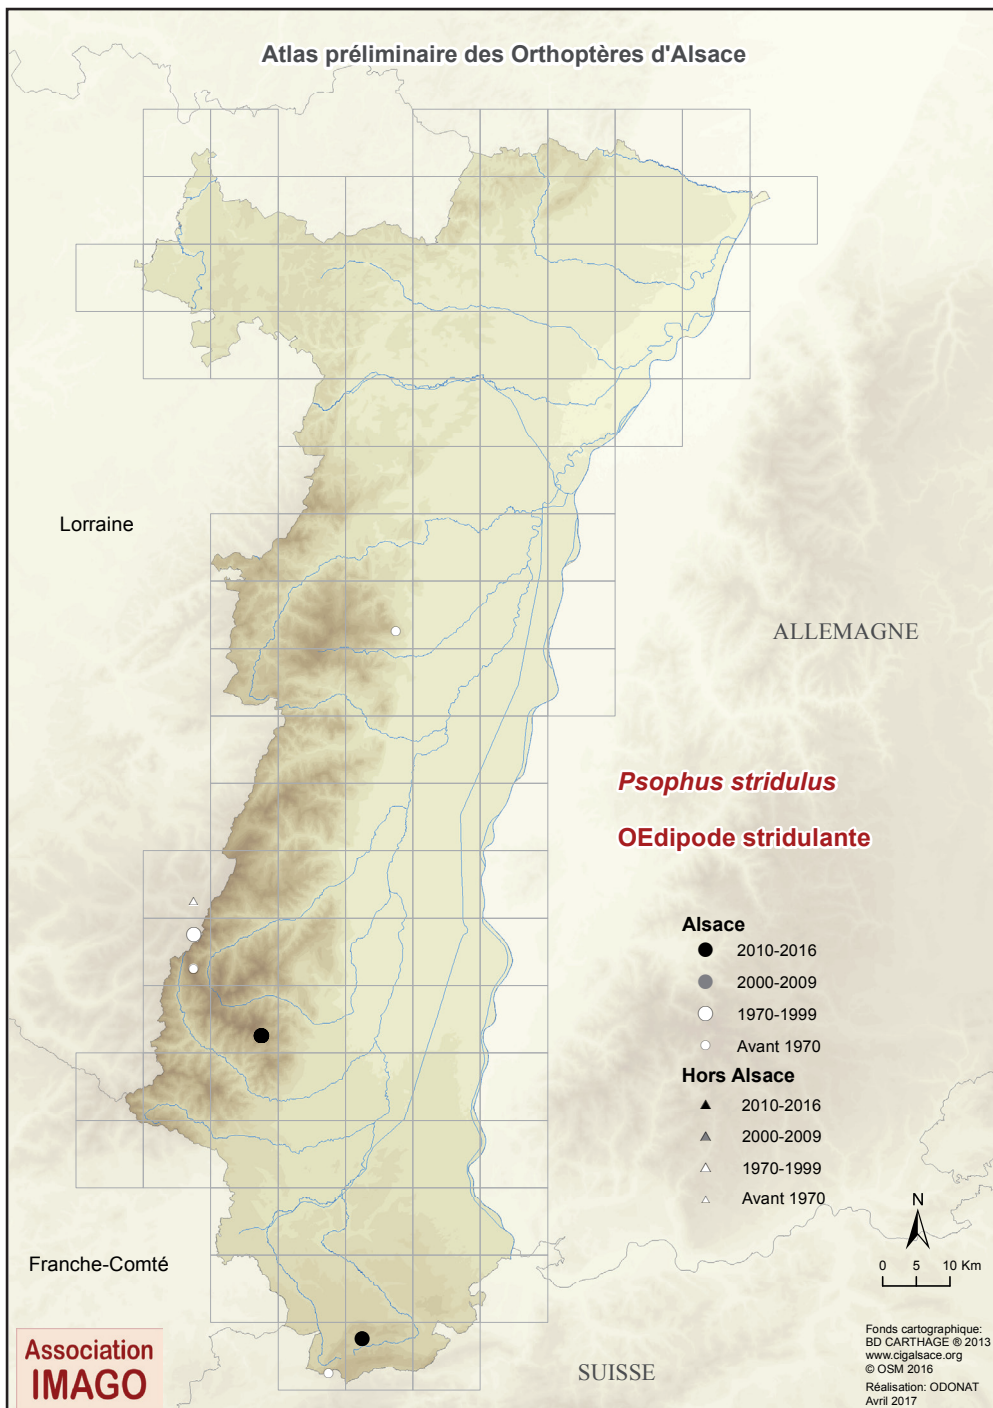 Atlas préliminaire des Orthoptères d'Alsace
Lorraine
ALLEMAGNE
Psophus stridulus
OEdipode stridulante
Alsace
2010-2016
2000-2009
1970-1999
Avant 1970
Hors Alsace
2010-2016
2000-2009
1970-1999
Avant 1970
N
0 5 10 Km
Franche-Comté
SUISSE
Association
IMAGO
Fonds cartographique:
BD CARTHAGE ® 2013
www.cigalsace.org
© OSM 2016
Réalisation: ODONAT
Avril 2017